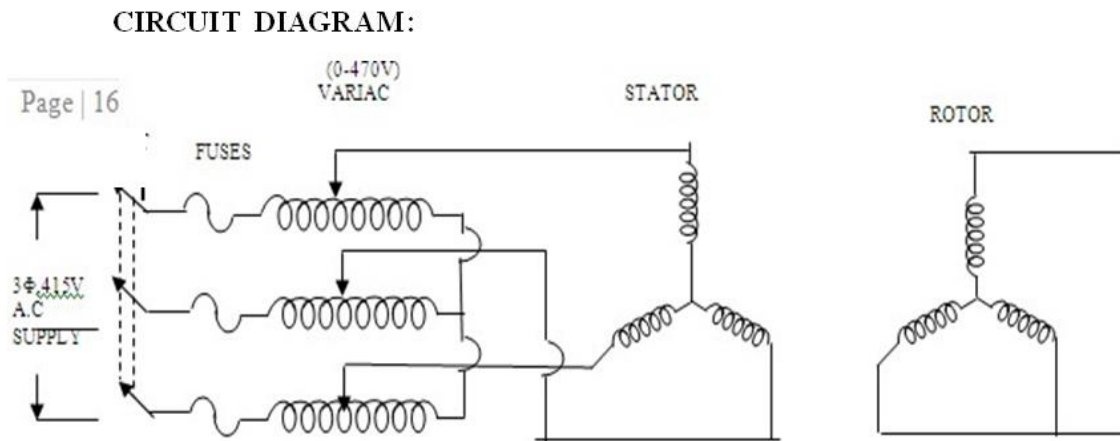 CIRCUIT DIAGRAM:
(0-470V)
VARIAC
STATOR
Page | 16
ROTOR
FUSES
3Φ,415V
A.C
SUPPLY